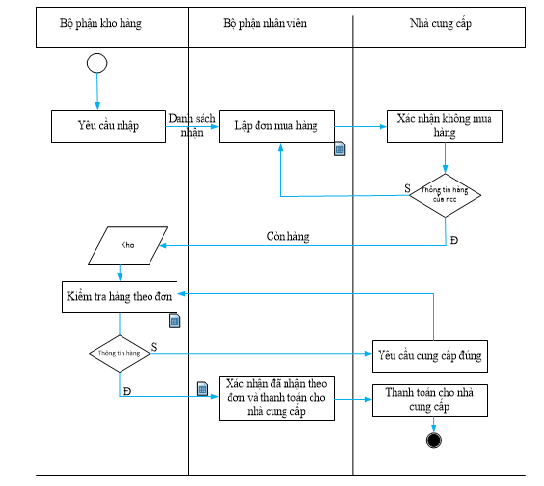 Bộ phận kho hàng
Bộ phận nhân viên
Nhà cung cấp
Yêu cầu nhập
Danh sách
nhận
Lập đơn mua hàng
Xác nhận không mua
hàng
S
Thông tin hàng
của ncc
Đ
Còn hàng
Kho
Kiểm tra hàng theo đơn
Thông tin hàng
S
Yêu cầu cung cấp đúng
Đ
Xác nhận đã nhận theo
đơn và thanh toán cho
nhà cung cấp
Thanh toán cho nhà
cung cấp